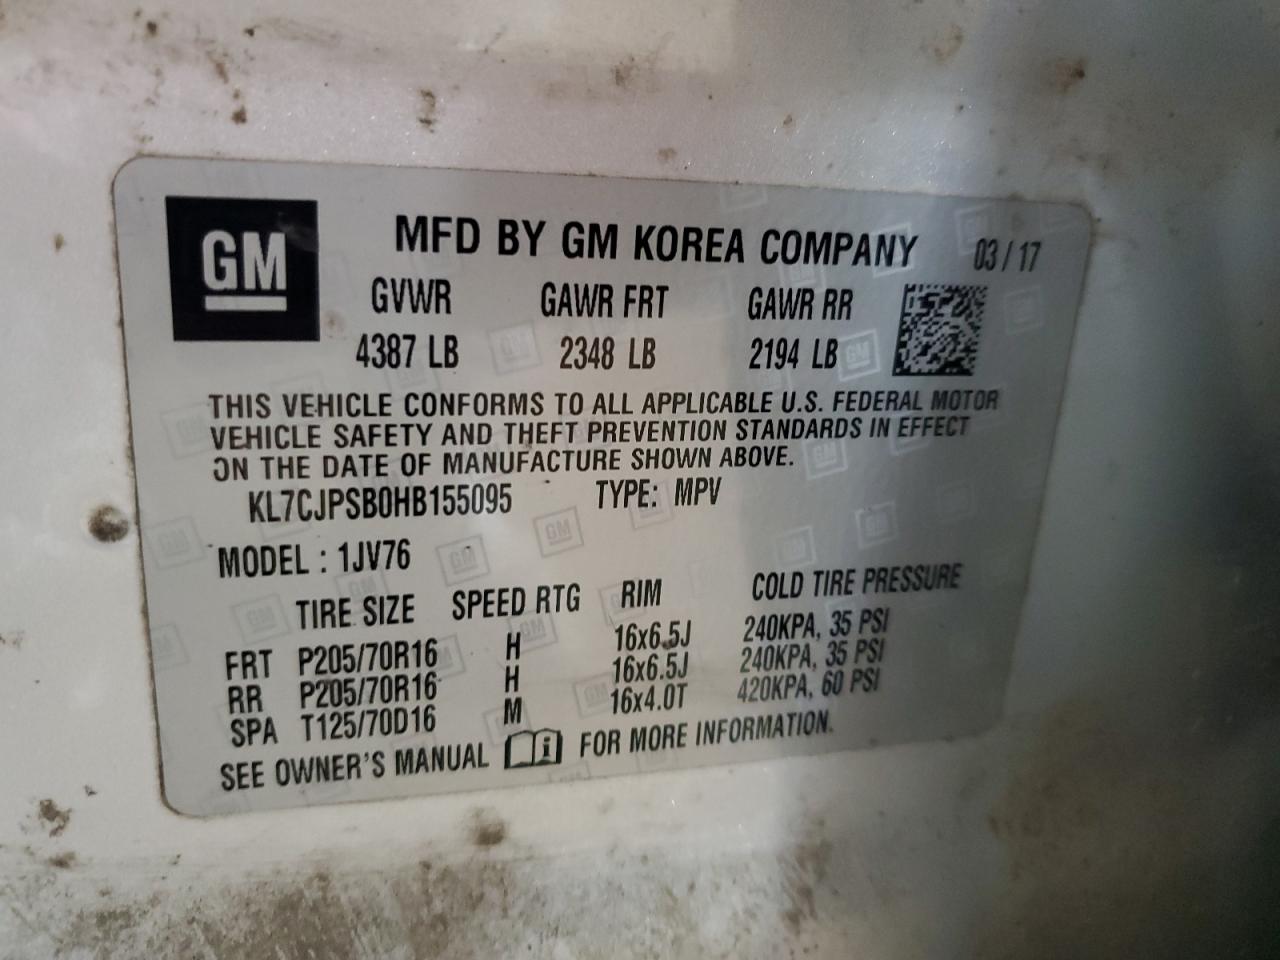 GM
MFD BY GM KOREA COMPANY 03/17
GVWR GAWR FRT GAWR RR
4387 LB 2348 LB 2194 LB
THIS VEHICLE CONFORMS TO ALL APPLICABLE U.S. FEDERAL MOTOR
VEHICLE SAFETY AND THEFT PREVENTION STANDARDS IN EFFECT
ON THE DATE OF MANUFACTURE SHOWN ABOVE.
KL7CJPSB0HB155095 TYPE: MPV
MODEL : 1JV76
TIRE SIZE SPEED RTG RIM COLD TIRE PRESSURE
FRT P205/70R16 H 16x6.5J 240KPA, 35 PSI
RR P205/70R16 H 16x6.5J 240KPA, 35 PSI
SPA T125/70D16 M 16x4.0T 420KPA, 60 PSI
SEE OWNER'S MANUAL FOR MORE INFORMATION.